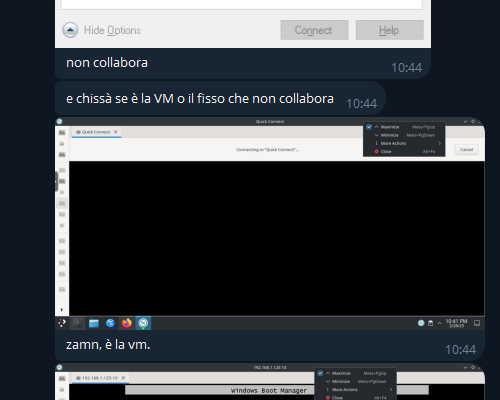 Hide Options
Connect
Help
non collabora
10:44
e chissà se è la VM o il fisso che non collabora
10:44
Quick Connect
Quick Connect
Maximize Meta+PgUp
Minimize Meta+PgDown
More Actions
Close Alt+F4
Connecting to "Quick Connect"...
Cancel
10:41 PM
zamn, è la vm.
10:44
192.168.1.120:10
192.168.1.120:10
Maximize Meta+PgUp
Minimize Meta+PgDown
More Actions
Close Alt+F4
Windows Boot Manager